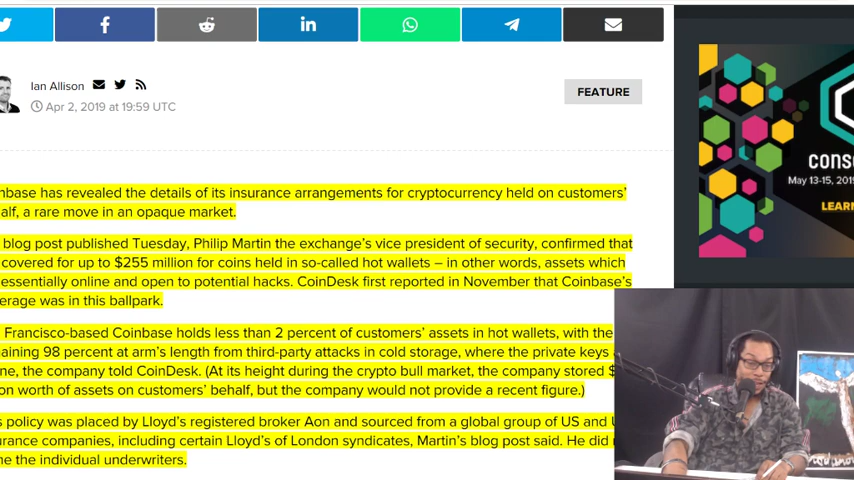 Ian Allison
Apr 2, 2019 at 19:59 UTC
FEATURE
nbase has revealed the details of its insurance arrangements for cryptocurrency held on customers'
alf, a rare move in an opaque market.
blog post published Tuesday, Philip Martin the exchange's vice president of security, confirmed that
covered for up to $255 million for coins held in so-called hot wallets – in other words, assets which
essentially online and open to potential hacks. CoinDesk first reported in November that Coinbase's
erage was in this ballpark.
Francisco-based Coinbase holds less than 2 percent of customers' assets in hot wallets, with the
aining 98 percent at arm's length from third-party attacks in cold storage, where the private keys
ne, the company told CoinDesk. (At its height during the crypto bull market, the company stored $
on worth of assets on customers' behalf, but the company would not provide a recent figure.)
s policy was placed by Lloyd's registered broker Aon and sourced from a global group of US and
urance companies, including certain Lloyd's of London syndicates, Martin's blog post said. He did
ne the individual underwriters.
CONS
May 13-15, 201
LEARN